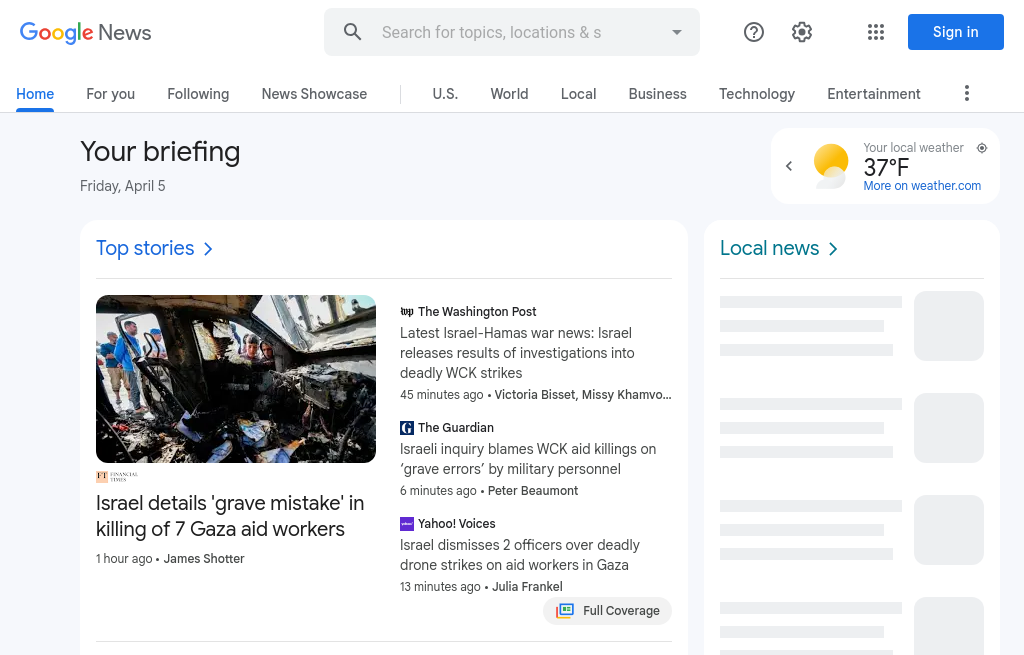 Google News
Search for topics, locations & s
Sign in
Home
For you
Following
News Showcase
U.S.
World
Local
Business
Technology
Entertainment
Your briefing
Friday, April 5
Your local weather
37°F
More on weather.com
Top stories
FT FINANCIAL
TIMES
Israel details 'grave mistake' in
killing of 7 Gaza aid workers
1 hour ago • James Shotter
wp The Washington Post
Latest Israel-Hamas war news: Israel
releases results of investigations into
deadly WCK strikes
45 minutes ago • Victoria Bisset, Missy Khamvo…
G The Guardian
Israeli inquiry blames WCK aid killings on
‘grave errors’ by military personnel
6 minutes ago • Peter Beaumont
yahoo! Yahoo! Voices
Israel dismisses 2 officers over deadly
drone strikes on aid workers in Gaza
13 minutes ago • Julia Frankel
Full Coverage
Local news